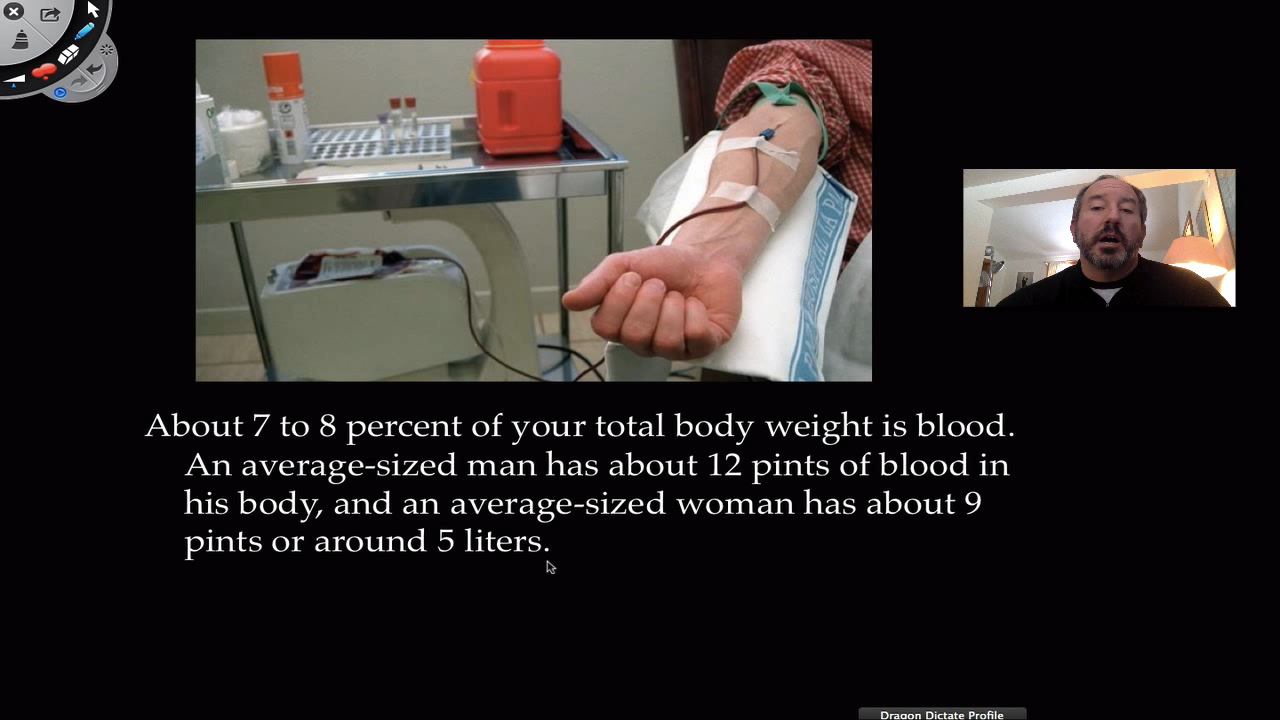 About 7 to 8 percent of your total body weight is blood.
An average-sized man has about 12 pints of blood in
his body, and an average-sized woman has about 9
pints or around 5 liters.
Dragon Dictate Profile